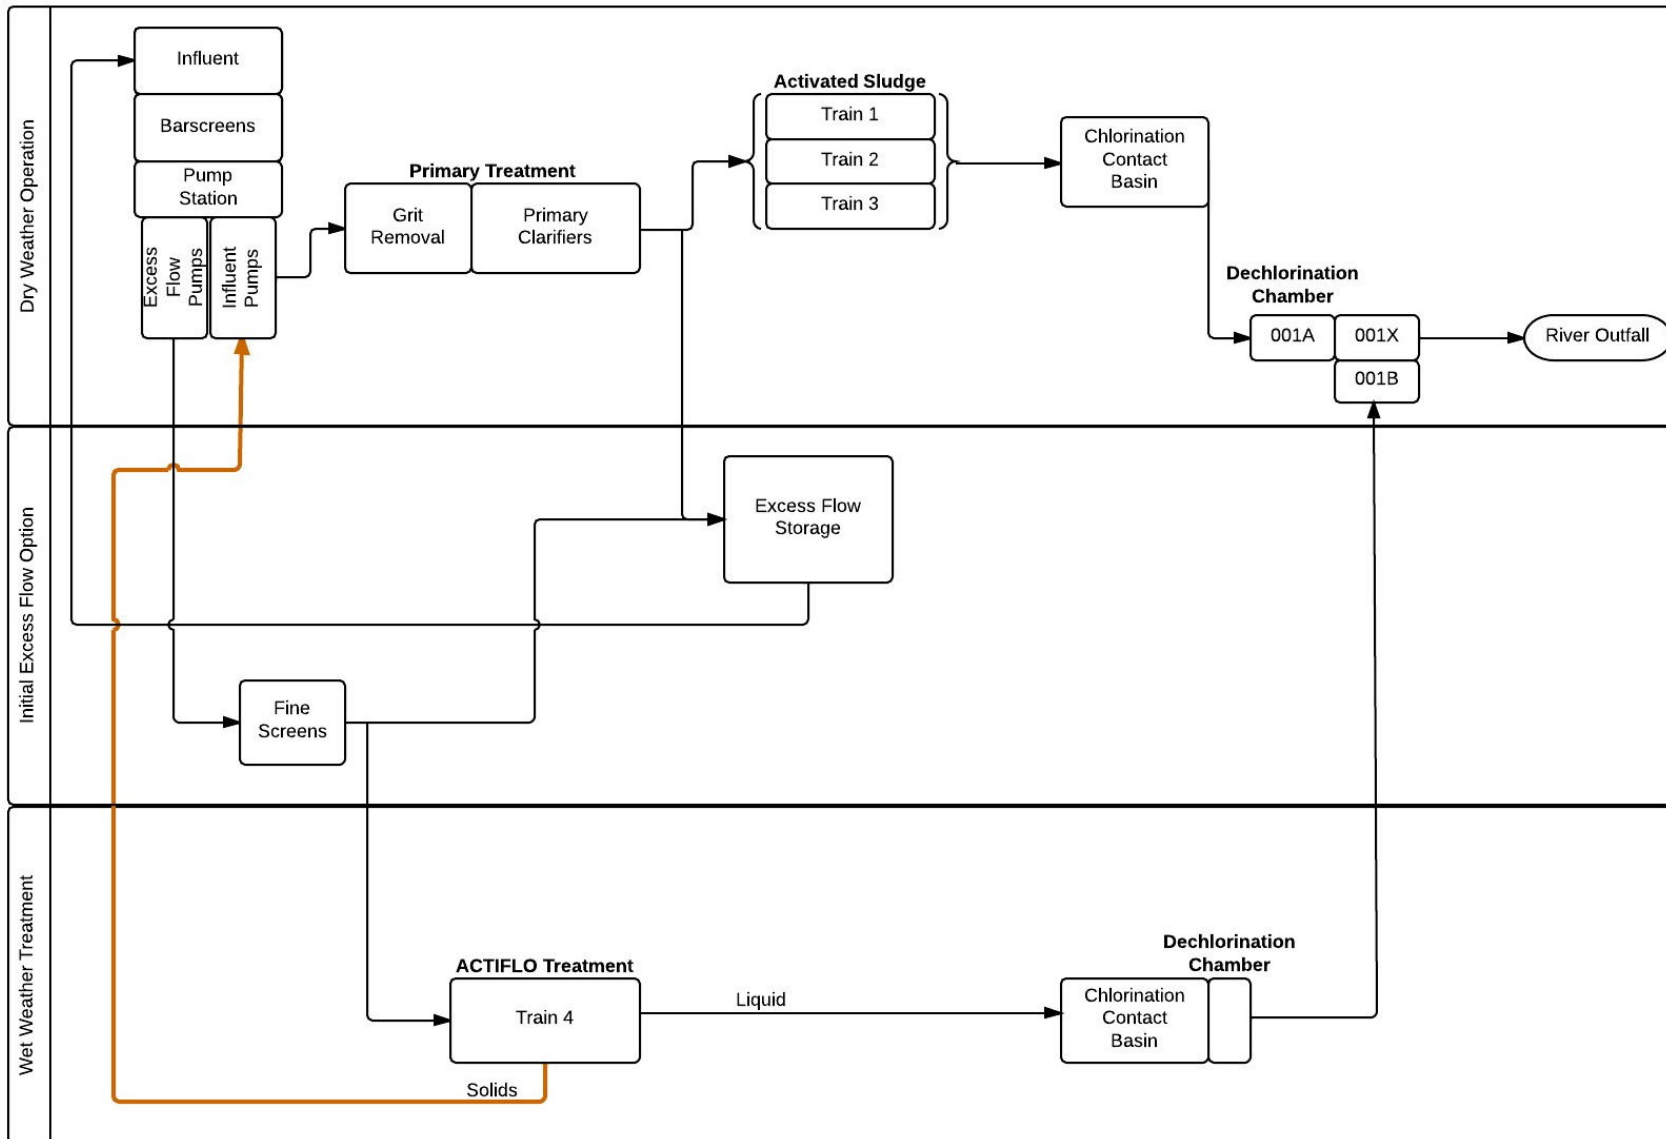 Dry Weather Operation
Influent
Barscreens
Pump
Station
Excess
Flow
Pumps
Influent
Pumps
Primary Treatment
Grit
Removal
Primary
Clarifiers
Activated Sludge
Train 1
Train 2
Train 3
Chlorination
Contact
Basin
Dechlorination
Chamber
001A
001X
001B
River Outfall
Initial Excess Flow Option
Excess Flow
Storage
Fine
Screens
Wet Weather Treatment
ACTIFLO Treatment
Train 4
Liquid
Solids
Chlorination
Contact
Basin
Dechlorination
Chamber